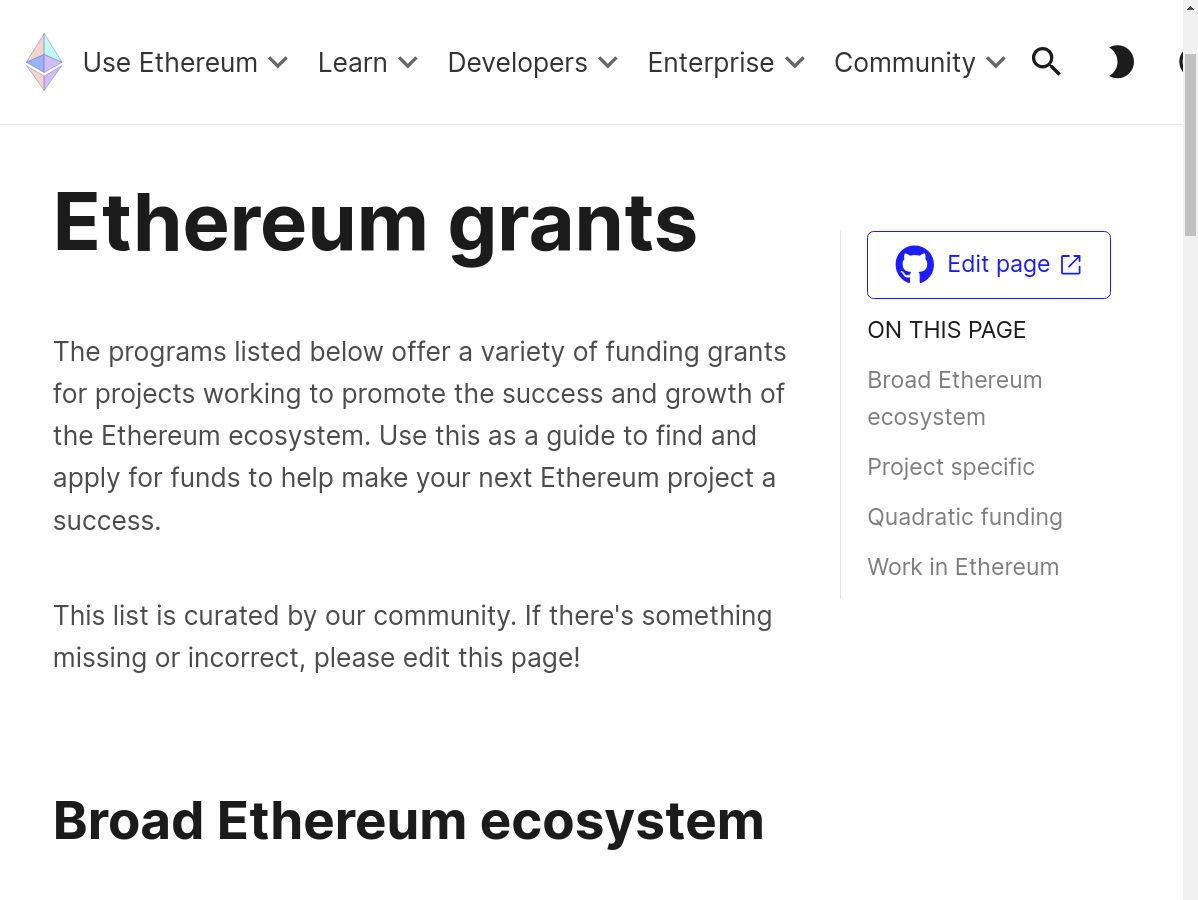 Use Ethereum Learn Developers Enterprise Community
Ethereum grants
The programs listed below offer a variety of funding grants
for projects working to promote the success and growth of
the Ethereum ecosystem. Use this as a guide to find and
apply for funds to help make your next Ethereum project a
success.
This list is curated by our community. If there's something
missing or incorrect, please edit this page!
Broad Ethereum ecosystem
Edit page
ON THIS PAGE
Broad Ethereum
ecosystem
Project specific
Quadratic funding
Work in Ethereum